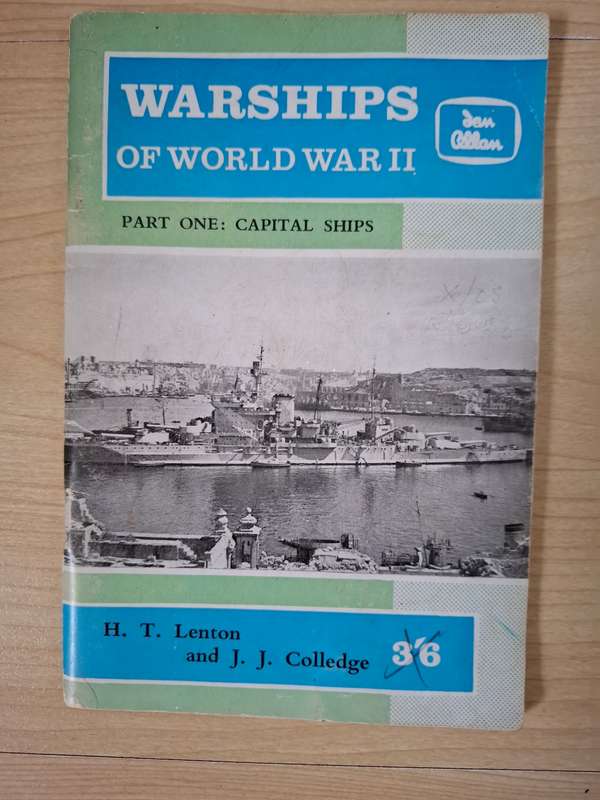 WARSHIPS
OF WORLD WAR II
Ian
Allan
PART ONE: CAPITAL SHIPS
H. T. Lenton
and J. J. Colledge
3'6